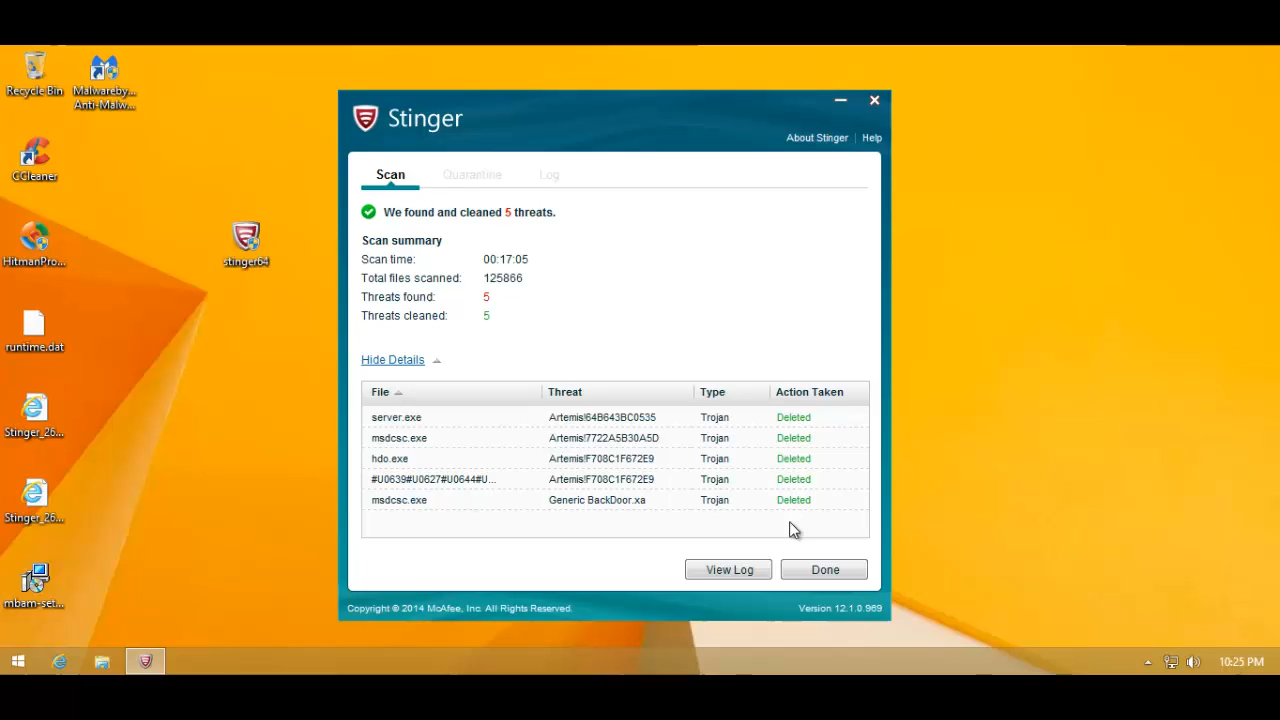 Recycle Bin
Malwareby...
Anti-Malw...
CCleaner
HitmanPro...
runtime.dat
Stinger_26...
Stinger_26...
mbam-set...
stinger64
Stinger
About Stinger | Help
Scan Quarantine Log
We found and cleaned 5 threats.
Scan summary
Scan time: 00:17:05
Total files scanned: 125866
Threats found: 5
Threats cleaned: 5
Hide Details
File Threat Type Action Taken
server.exe Artemis!64B643BC0535 Trojan Deleted
msdcsc.exe Artemis!7722A5B30A5D Trojan Deleted
hdo.exe Artemis!F708C1F672E9 Trojan Deleted
#U0639#U0627#U0644#U... Artemis!F708C1F672E9 Trojan Deleted
msdcsc.exe Generic BackDoor.xa Trojan Deleted
View Log Done
Copyright © 2014 McAfee, Inc. All Rights Reserved. Version 12.1.0.969
10:25 PM